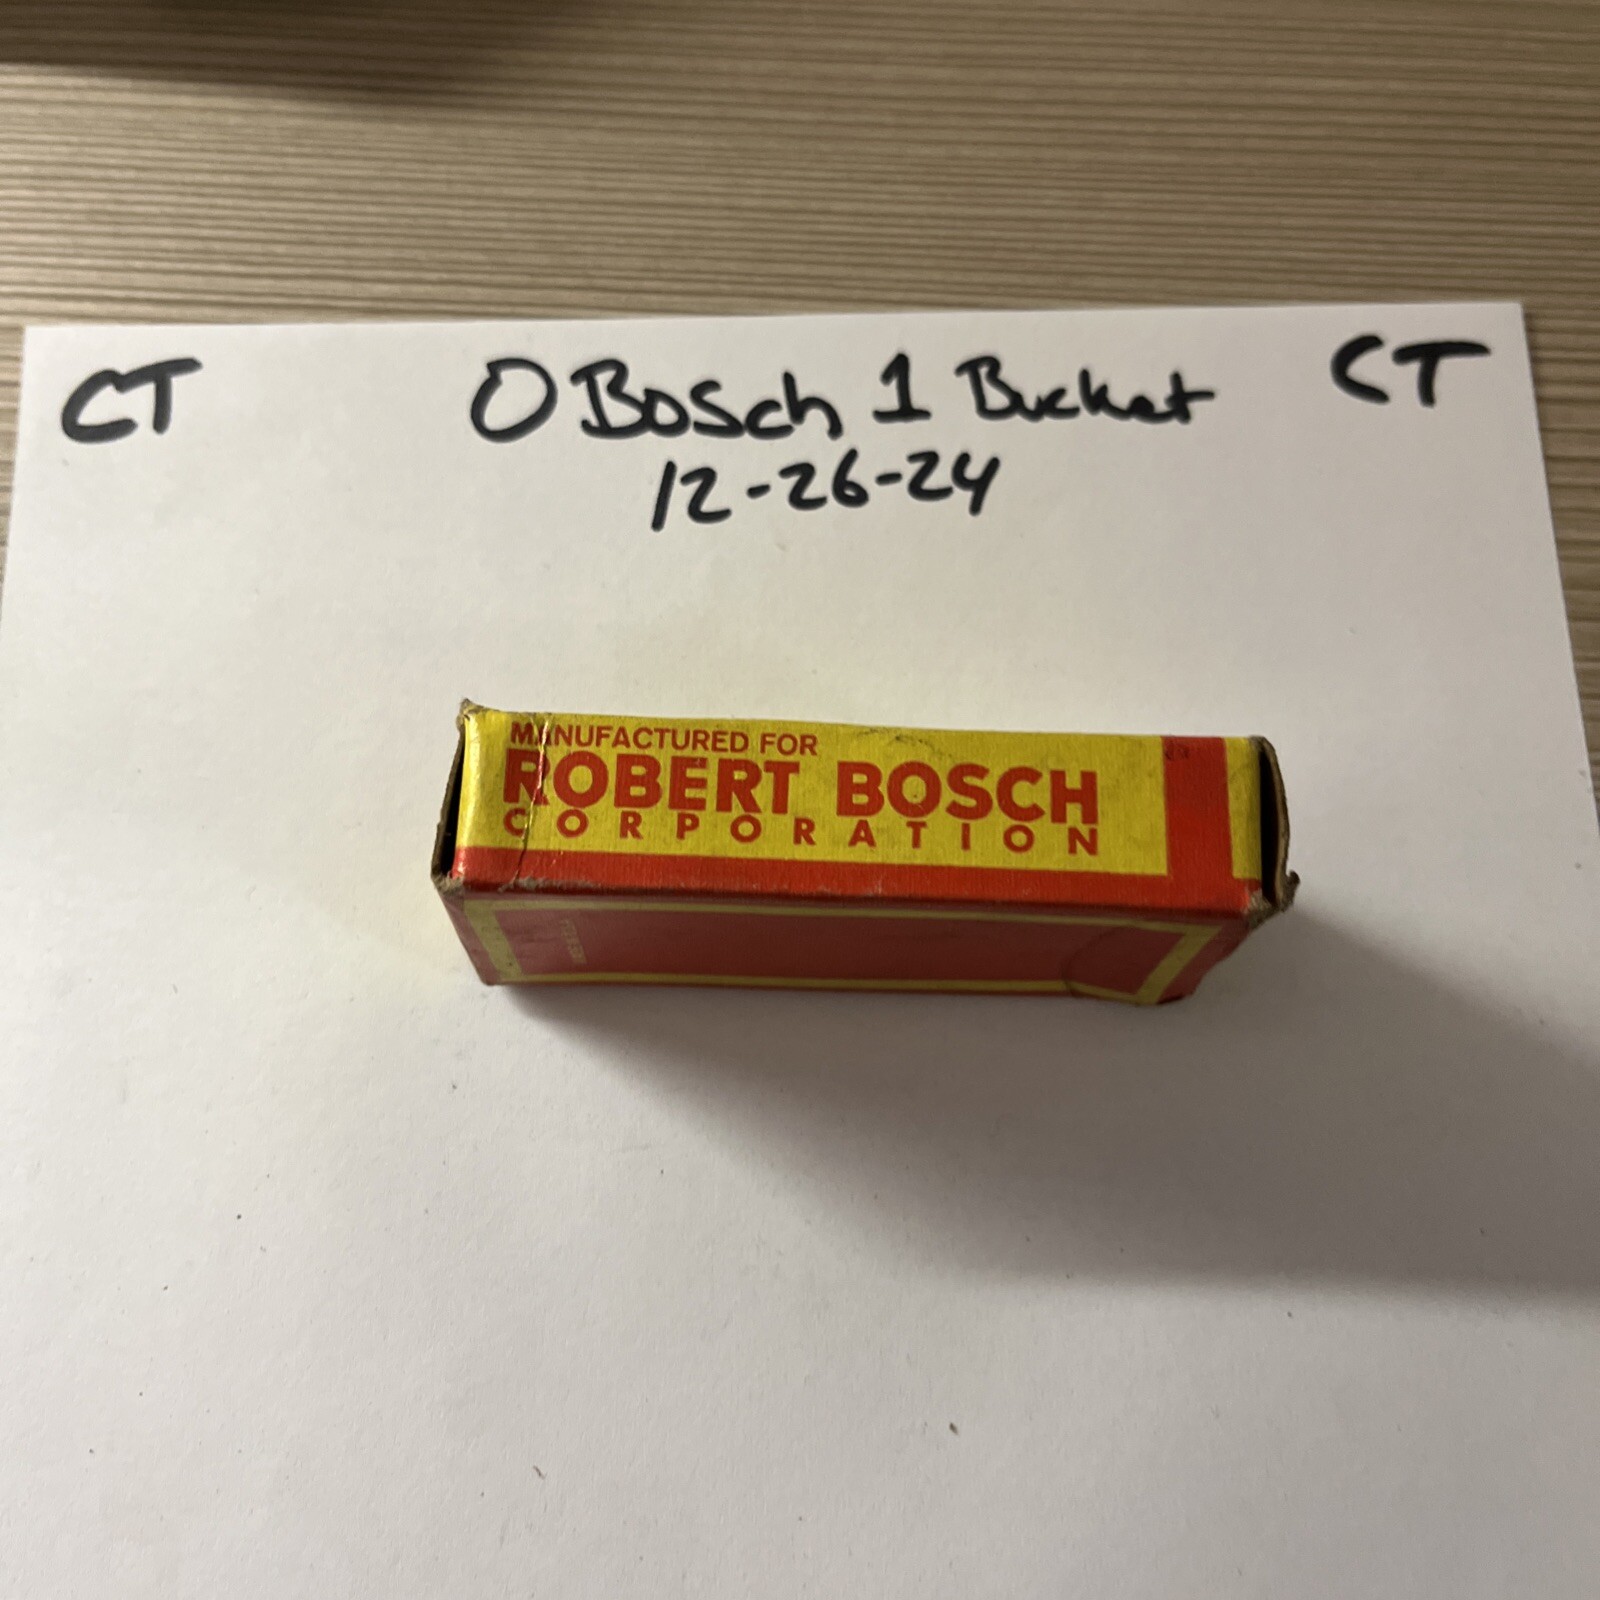 CT O Bosch 1 Bucket CT
12-26-24
MANUFACTURED FOR
ROBERT BOSCH
CORPORATION